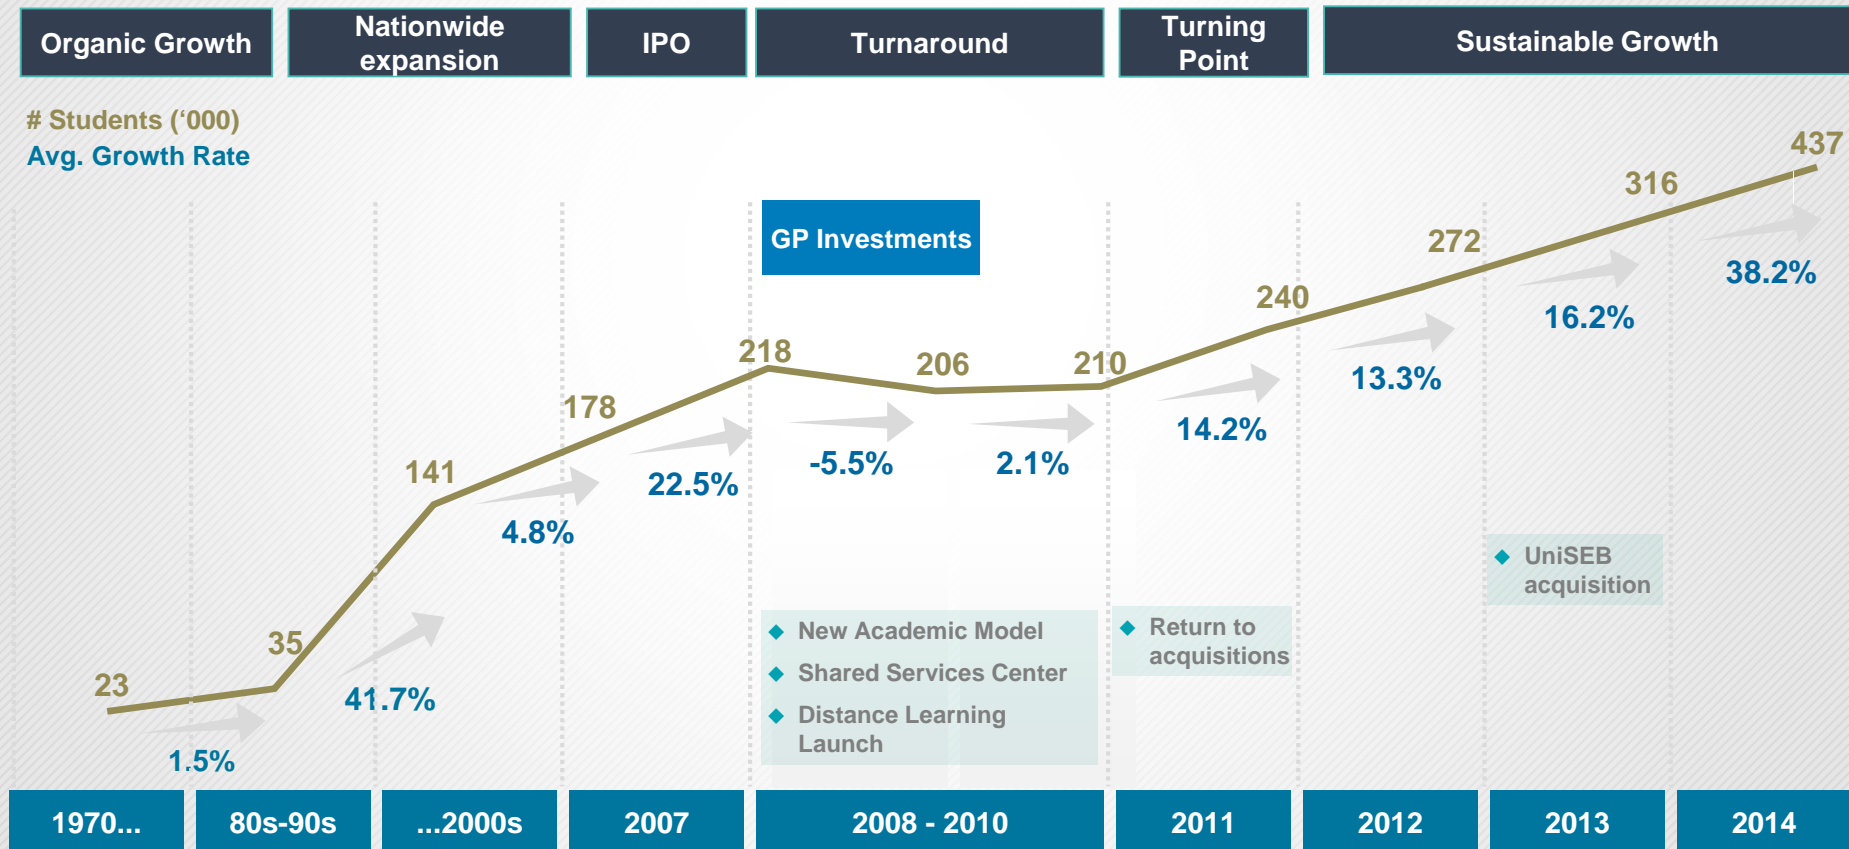 Organic Growth
Nationwide
expansion
IPO
Turnaround
Turning
Point
Sustainable Growth
# Students (‘000)
Avg. Growth Rate
GP Investments
23
35
141
178
218
206
210
240
272
316
437
1.5%
41.7%
4.8%
22.5%
-5.5%
2.1%
14.2%
13.3%
16.2%
38.2%
New Academic Model
Shared Services Center
Distance Learning
Launch
Return to
acquisitions
UniSEB
acquisition
1970...
80s-90s
...2000s
2007
2008 - 2010
2011
2012
2013
2014